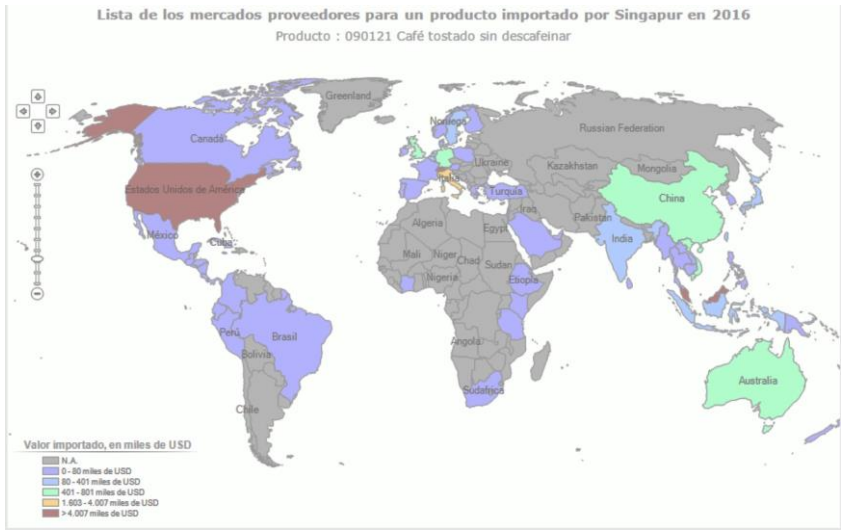 Lista de los mercados proveedores para un producto importado por Singapur en 2016
Producto : 090121 Café tostado sin descafeinar
Greenland
Noruega
Russian Federation
Canadá
Ukraine
Kazakhstan
Mongolia
Italia
Estados Unidos de América
Turquía
China
Iraq
Pakistan
Algeria
Egypt
México
Cuba
India
Mali
Niger
Chad
Sudan
Nigeria
Etiopía
Perú
Brasil
Angola
Bolivia
Australia
Sudáfrica
Chile
Valor importado, en miles de USD
N.A.
0 - 80 miles de USD
80 - 401 miles de USD
401 - 801 miles de USD
1.603 - 4.007 miles de USD
> 4.007 miles de USD